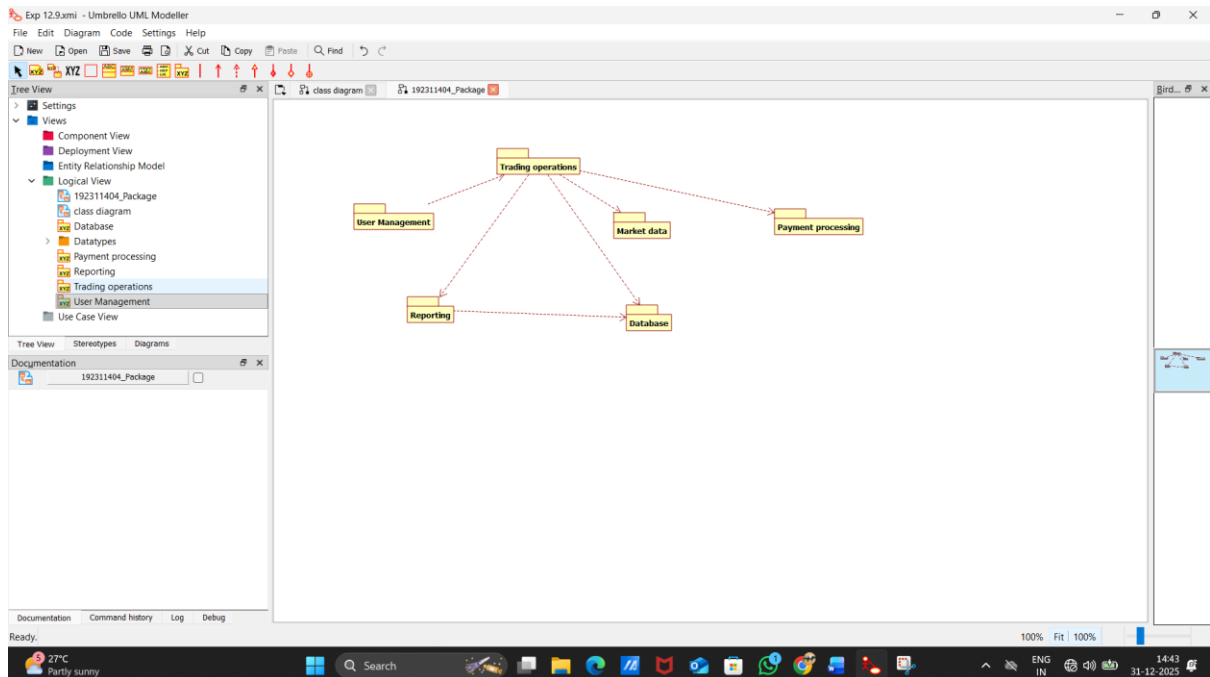 Exp 12.9.xmi - Umbrello UML Modeller
File Edit Diagram Code Settings Help
New Open Save Cut Copy Paste Find
XYZ XYZ
Tree View
class diagram 192311404_Package
Bird...
Settings
Views
Component View
Deployment View
Entity Relationship Model
Logical View
192311404_Package
class diagram
Database
Datatypes
Payment processing
Reporting
Trading operations
User Management
Use Case View
Tree View Stereotypes Diagrams
Documentation
192311404_Package
Trading operations
User Management
Market data
Payment processing
Reporting
Database
Documentation Command history Log Debug
Ready.
100% Fit 100%
5 27°C
Partly sunny
Search
ENG
IN
14:43
31-12-2025